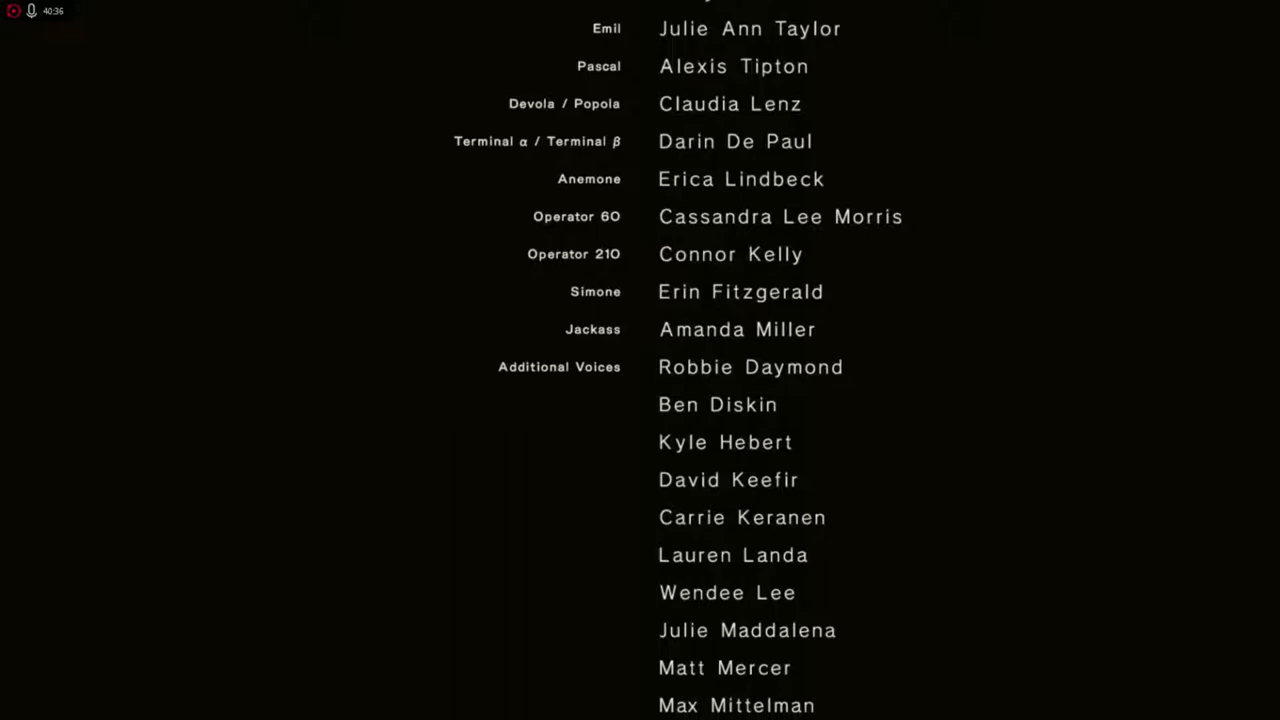 40:36
Emil Julie Ann Taylor
Pascal Alexis Tipton
Devola / Popola Claudia Lenz
Terminal α / Terminal β Darin De Paul
Anemone Erica Lindbeck
Operator 6O Cassandra Lee Morris
Operator 21O Connor Kelly
Simone Erin Fitzgerald
Jackass Amanda Miller
Additional Voices Robbie Daymond
Ben Diskin
Kyle Hebert
David Keefir
Carrie Keranen
Lauren Landa
Wendee Lee
Julie Maddalena
Matt Mercer
Max Mittelman